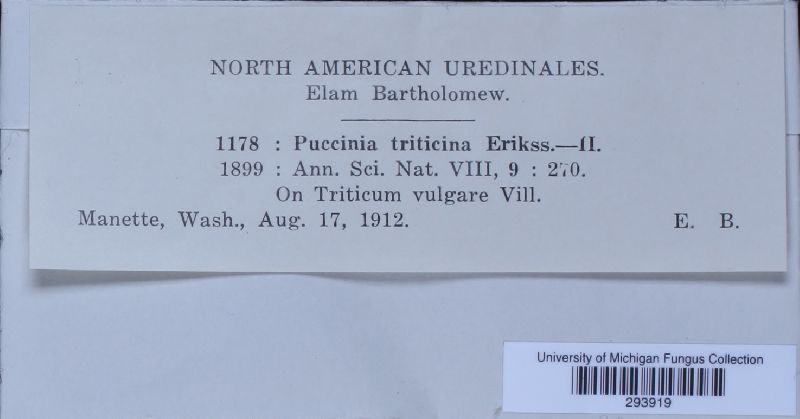 NORTH AMERICAN UREDINALES.
Elam Bartholomew.
1178 : Puccinia triticina Erikss.—II.
1899 : Ann. Sci. Nat. VIII, 9 : 270.
On Triticum vulgare Vill.
Manette, Wash., Aug. 17, 1912. E. B.
University of Michigan Fungus Collection
293919